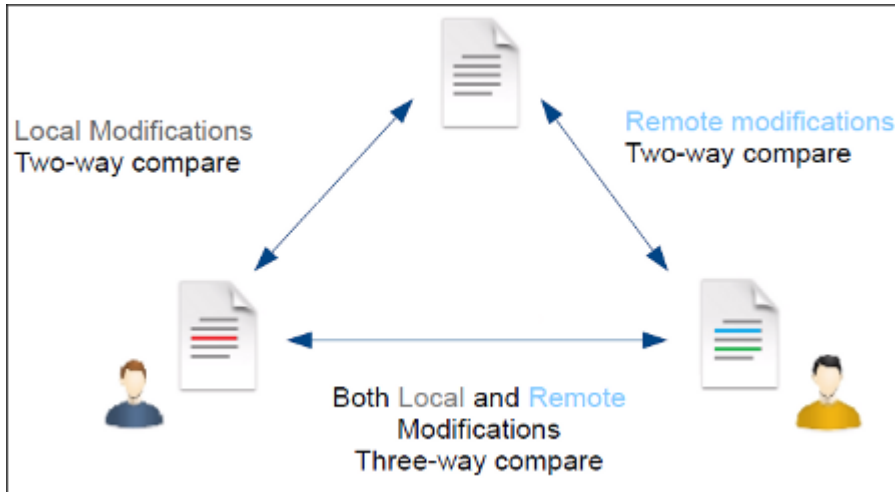 Local Modifications
Two-way compare
Remote modifications
Two-way compare
Both Local and Remote
Modifications
Three-way compare